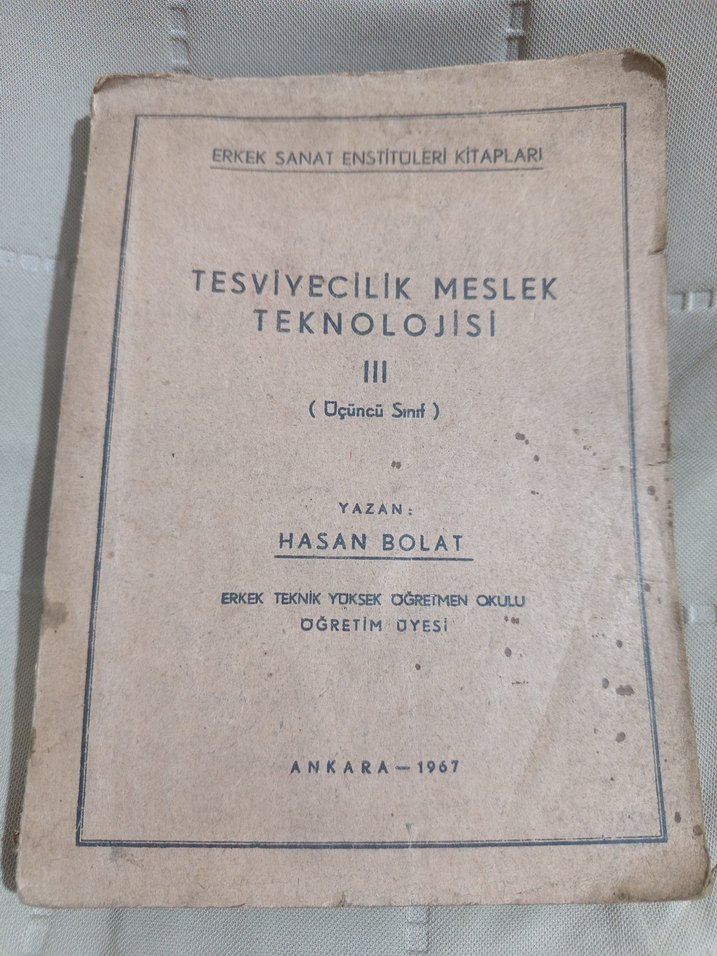 ERKEK SANAT ENSTİTÜLERİ KİTAPLARI
TESVİYECİLİK MESLEK
TEKNOLOJİSİ
III
( Üçüncü Sınıf )
YAZAN:
HASAN BOLAT
ERKEK TEKNİK YÜKSEK ÖĞRETMEN OKULU
ÖĞRETİM ÜYESİ
ANKARA — 1967